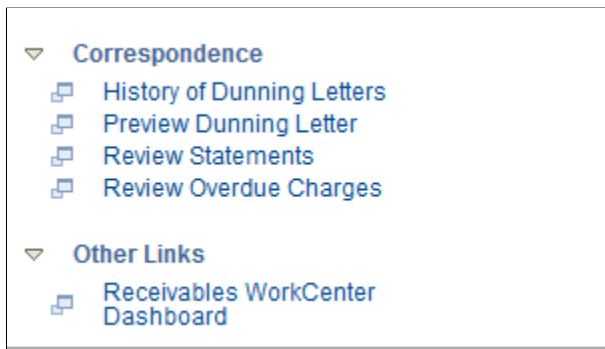 Correspondence
History of Dunning Letters
Preview Dunning Letter
Review Statements
Review Overdue Charges
Other Links
Receivables WorkCenter
Dashboard